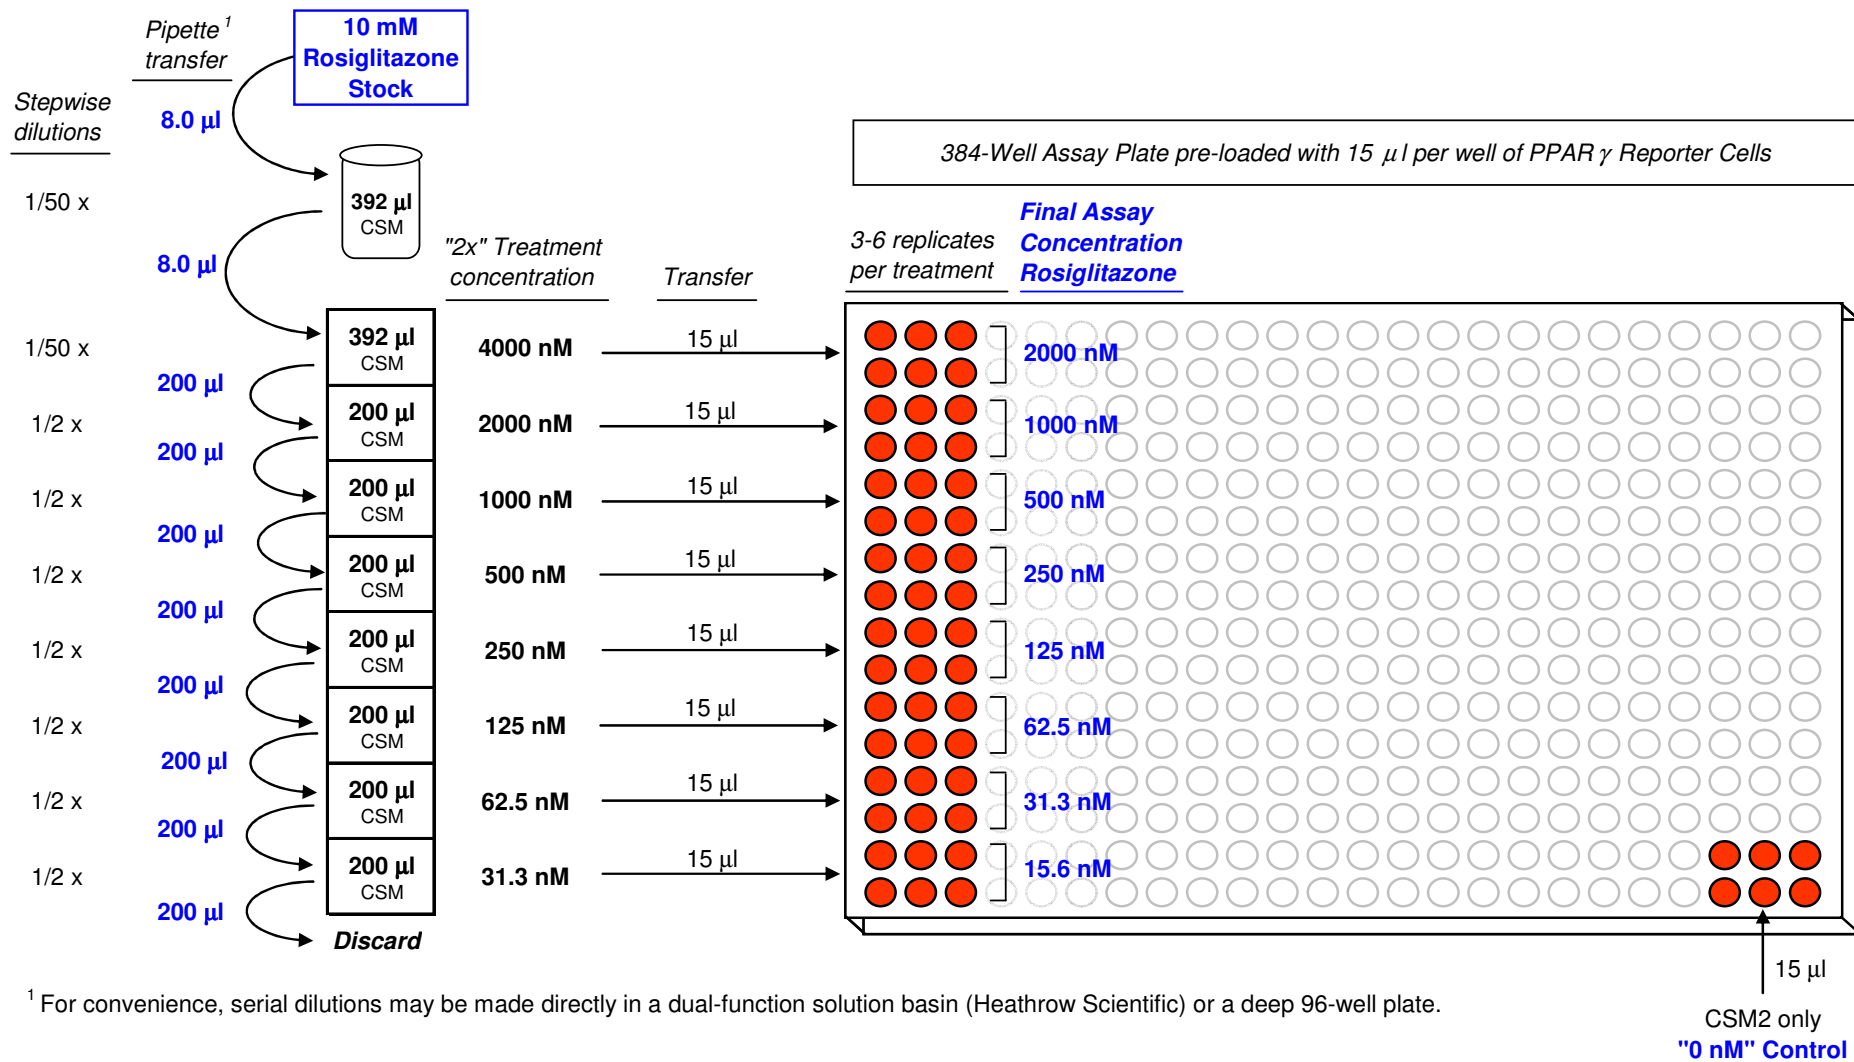 Pipette 1
transfer
10 mM
Rosiglitazone
Stock
Stepwise
dilutions
8.0 µl
384-Well Assay Plate pre-loaded with 15 µl per well of PPAR γ Reporter Cells
1/50 x
392 µl
CSM
8.0 µl
"2x" Treatment
concentration
Transfer
3-6 replicates
per treatment
Final Assay
Concentration
Rosiglitazone
1/50 x
392 µl
CSM
4000 nM
15 µl
2000 nM
200 µl
1/2 x
200 µl
CSM
2000 nM
15 µl
1000 nM
200 µl
1/2 x
200 µl
CSM
1000 nM
15 µl
500 nM
200 µl
1/2 x
200 µl
CSM
500 nM
15 µl
250 nM
200 µl
1/2 x
200 µl
CSM
250 nM
15 µl
125 nM
200 µl
1/2 x
200 µl
CSM
125 nM
15 µl
62.5 nM
200 µl
1/2 x
200 µl
CSM
62.5 nM
15 µl
31.3 nM
200 µl
1/2 x
200 µl
CSM
31.3 nM
15 µl
15.6 nM
200 µl
Discard
15 µl
1 For convenience, serial dilutions may be made directly in a dual-function solution basin (Heathrow Scientific) or a deep 96-well plate.
CSM2 only
"0 nM" Control